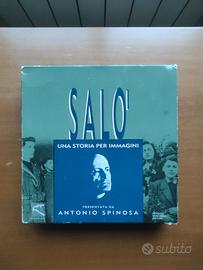 SALO'
UNA STORIA PER IMMAGINI
PRESENTATA DA
ANTONIO SPINOSA
subito